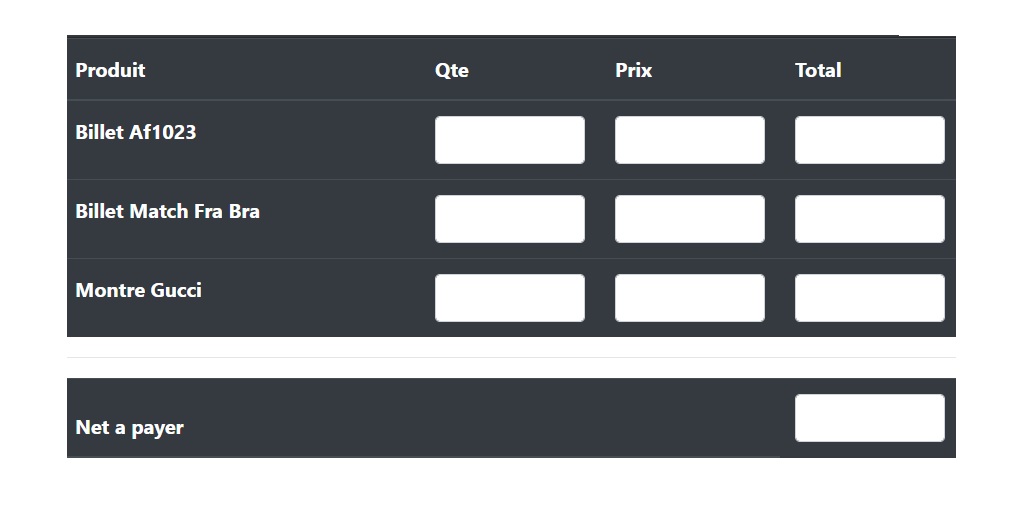 Produit Qte Prix Total
Billet Af1023
Billet Match Fra Bra
Montre Gucci
Net a payer